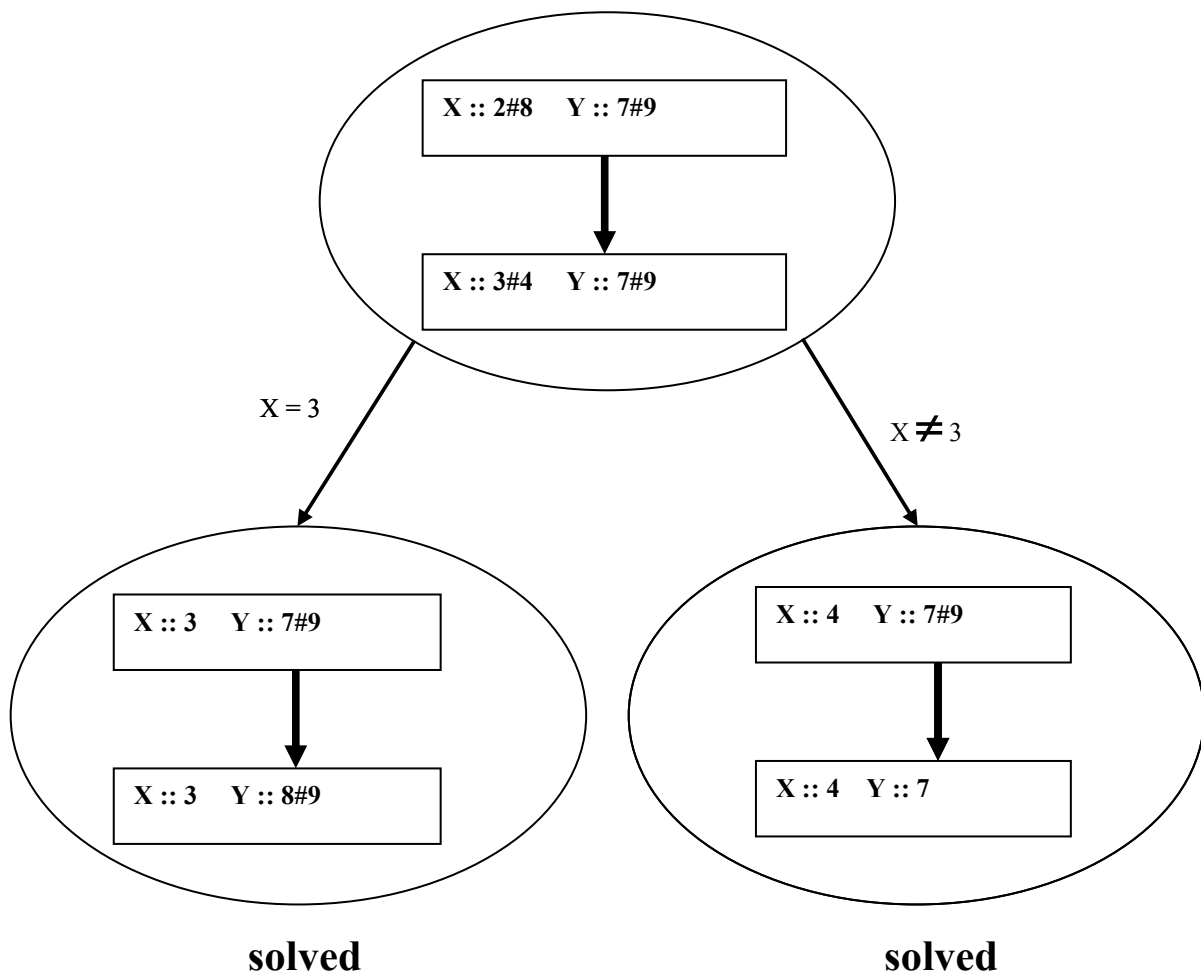 X :: 2#8 Y :: 7#9
X :: 3#4 Y :: 7#9
X = 3
X ≠ 3
X :: 3 Y :: 7#9
X :: 3 Y :: 8#9
X :: 4 Y :: 7#9
X :: 4 Y :: 7
solved
solved